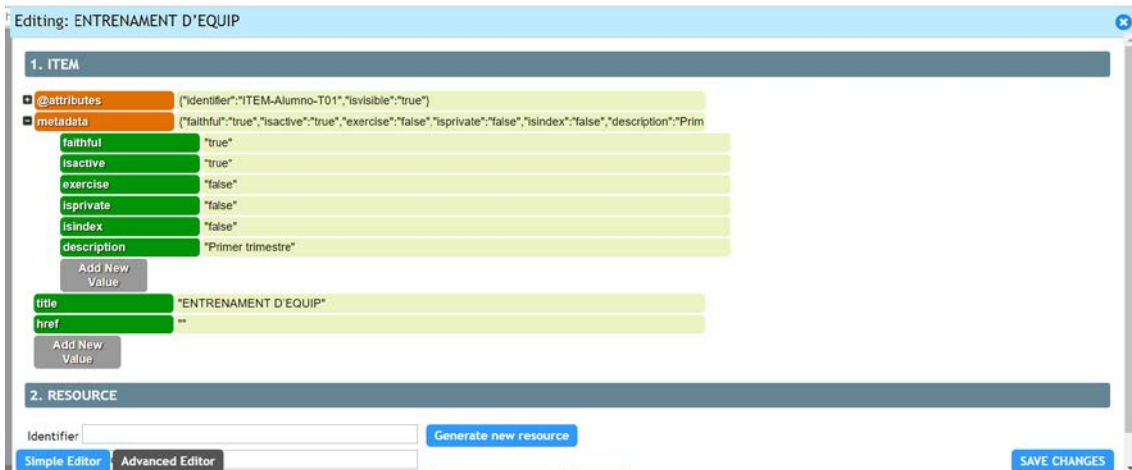 Editing: ENTRENAMENT D'EQUIP
1. ITEM
@attributes {"identifier":"ITEM-Alumno-T01","isvisible":"true"}
metadata {"faithful":"true","isactive":"true","exercise":"false","isprivate":"false","isindex":"false","description":"Prim
faithful "true"
isactive "true"
exercise "false"
isprivate "false"
isindex "false"
description "Primer trimestre"
Add New
Value
title "ENTRENAMENT D'EQUIP"
href ""
Add New
Value
2. RESOURCE
Identifier Generate new resource
Simple Editor Advanced Editor SAVE CHANGES